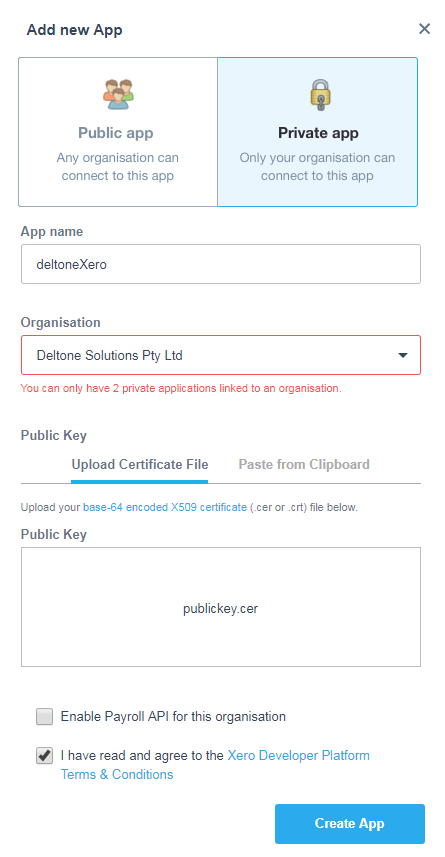 Add new App
Public app
Any organisation can
connect to this app
Private app
Only your organisation can
connect to this app
App name
deltoneXero
Organisation
Deltone Solutions Pty Ltd
You can only have 2 private applications linked to an organisation.
Public Key
Upload Certificate File
Paste from Clipboard
Upload your base-64 encoded X509 certificate (.cer or .crt) file below.
Public Key
publickey.cer
Enable Payroll API for this organisation
I have read and agree to the Xero Developer Platform
Terms & Conditions
Create App